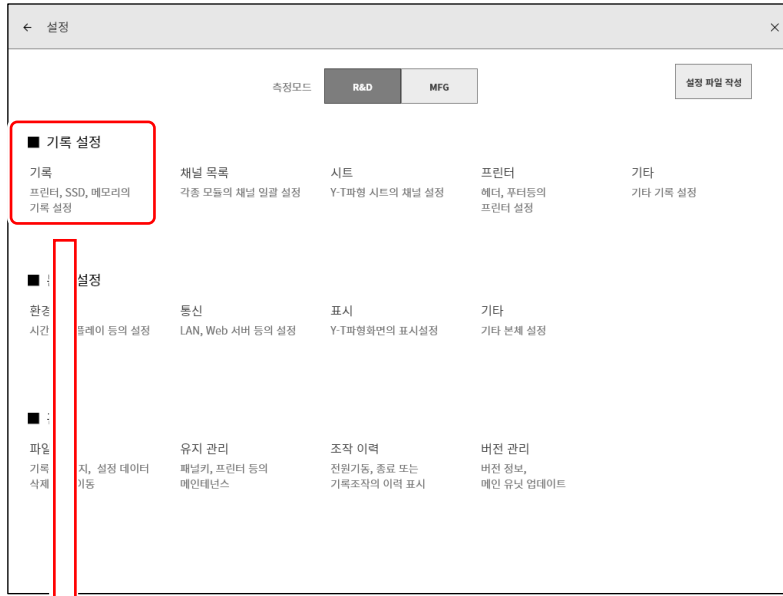 ← 설정 ×
측정모드 R&D MFG 설정 파일 작성
■ 기록 설정
기록 채널 목록 시트 프린터 기타
프린터, SSD, 메모리의 각종 모듈의 채널 일괄 설정 Y-T파형 시트의 채널 설정 헤더, 푸터등의 기타 기록 설정
기록 설정 프린터 설정
■ 설정
통신 표시 기타
시간 등의 설정 LAN, Web 서버 등의 설정 Y-T파형화면의 표시설정 기타 본체 설정
■
유지 관리 조작 이력 버전 관리
설정 데이터 패널키, 프린터 등의 전원기동, 종료 또는 버전 정보,
메인테넌스 기록조작의 이력 표시 메인 유닛 업데이트